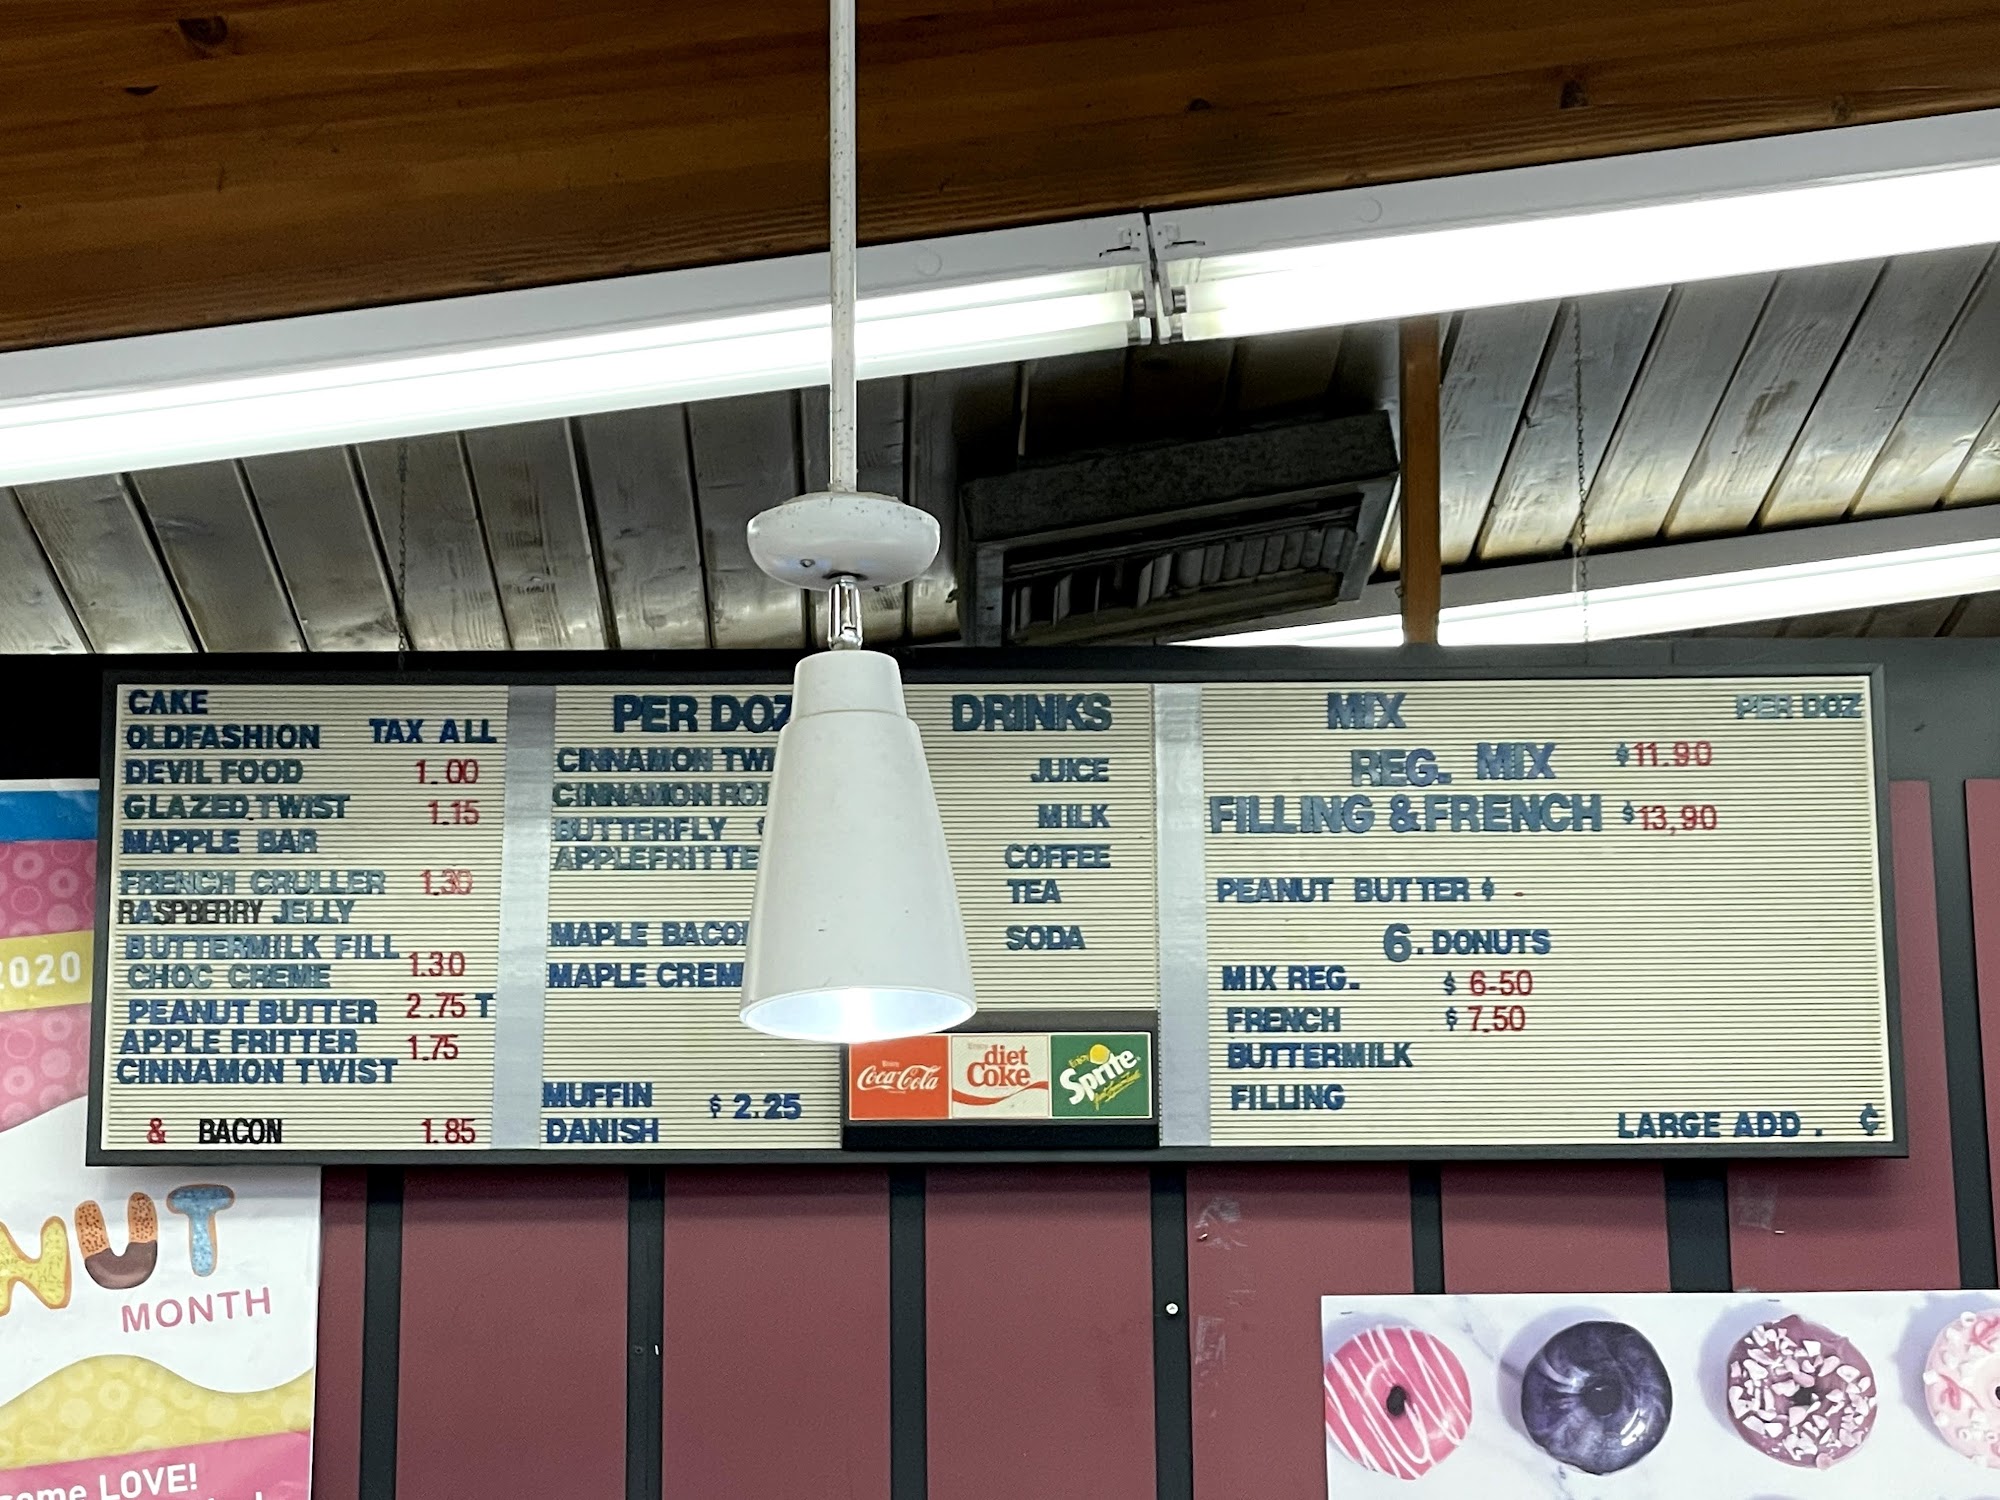 CAKE
OLDFASHION TAX ALL
DEVIL FOOD 1.00
GLAZED.TWIST 1.15
MAPPLE BAR
FRENCH CRULLER 1.30
RASPBERRY JELLY
BUTTERMILK FILL
CHOC CREME 1.30
PEANUT BUTTER 2.75 T
APPLE FRITTER 1.75
CINNAMON TWIST
& BACON 1.85
PER DOZ
CINNAMON TWI
CINNAMON RO
BUTTERFLY
APPLEFRITTE
MAPLE BACO
MAPLE CREM
MUFFIN $ 2.25
DANISH
DRINKS
JUICE
MILK
COFFEE
TEA
SODA
Enjoy
Coca-Cola
diet
Coke
Enjoy
Sprite
MIX PER DOZ
REG. MIX $11.90
FILLING & FRENCH $13,90
PEANUT BUTTER $ -
6. DONUTS
MIX REG. $ 6-50
FRENCH $ 7.50
BUTTERMILK
FILLING
LARGE ADD . ¢
2020
NUT
MONTH
ome LOVE!